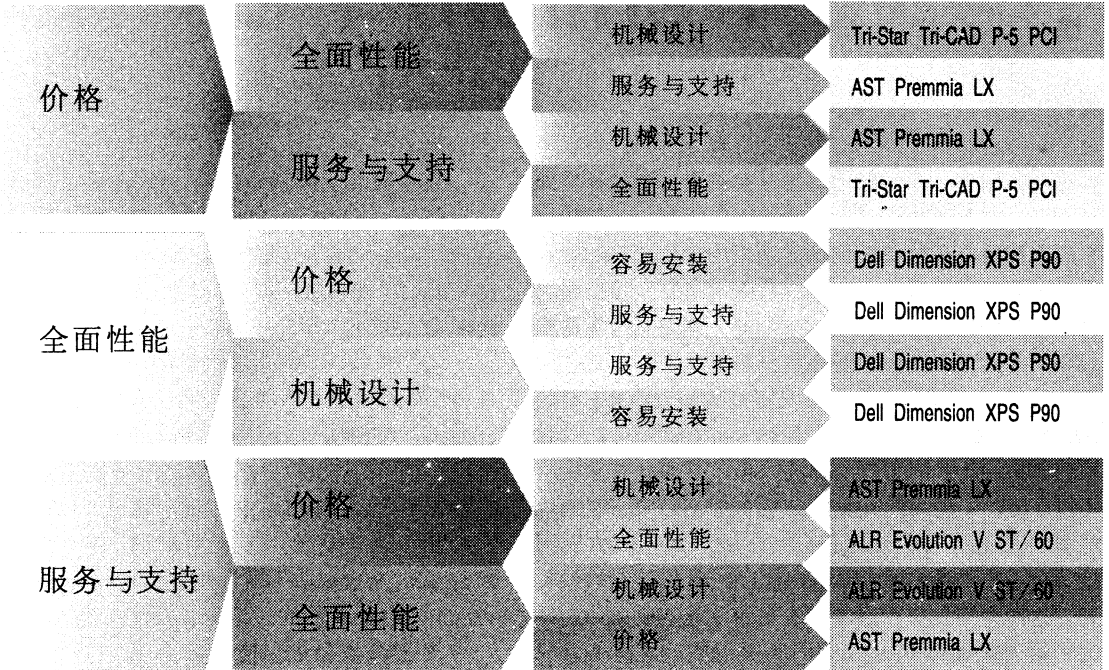 价格
全面性能
机械设计
Tri-Star Tri-CAD P-5 PCI
服务与支持
AST Premmia LX
服务与支持
机械设计
AST Premmia LX
全面性能
Tri-Star Tri-CAD P-5 PCI
全面性能
价格
容易安装
Dell Dimension XPS P90
服务与支持
Dell Dimension XPS P90
机械设计
服务与支持
Dell Dimension XPS P90
容易安装
Dell Dimension XPS P90
服务与支持
价格
机械设计
AST Premmia LX
全面性能
ALR Evolution V ST/60
全面性能
机械设计
ALR Evolution V ST/60
价格
AST Premmia LX